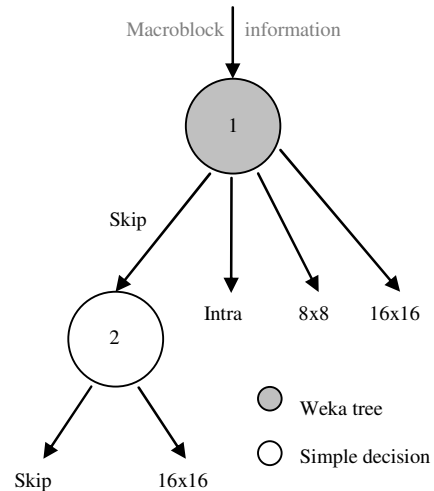 Macroblock information
1
Skip
Intra 8x8 16x16
2
Weka tree
Simple decision
Skip 16x16